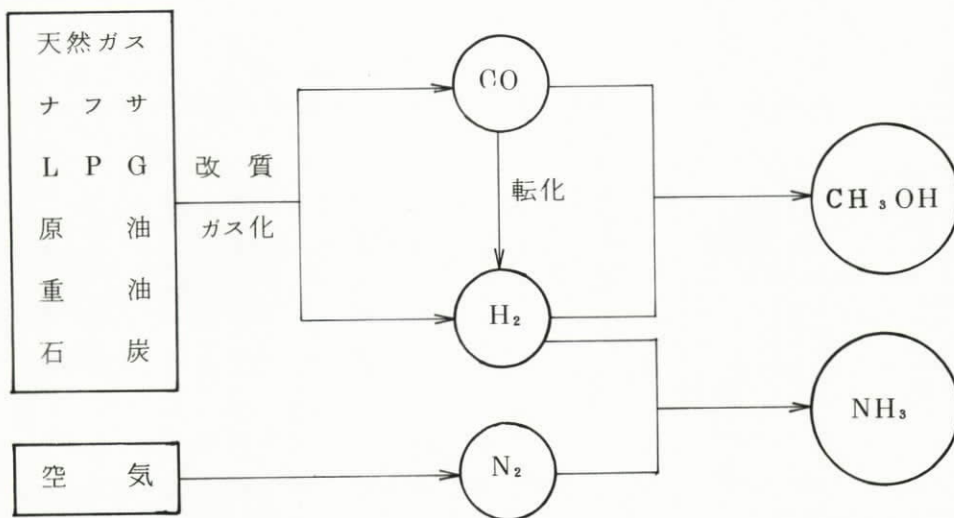 天然ガス
ナフサ
LPG
原油
重油
石炭
改質
ガス化
CO
転化
H₂
CH₃OH
空気
N₂
NH₃